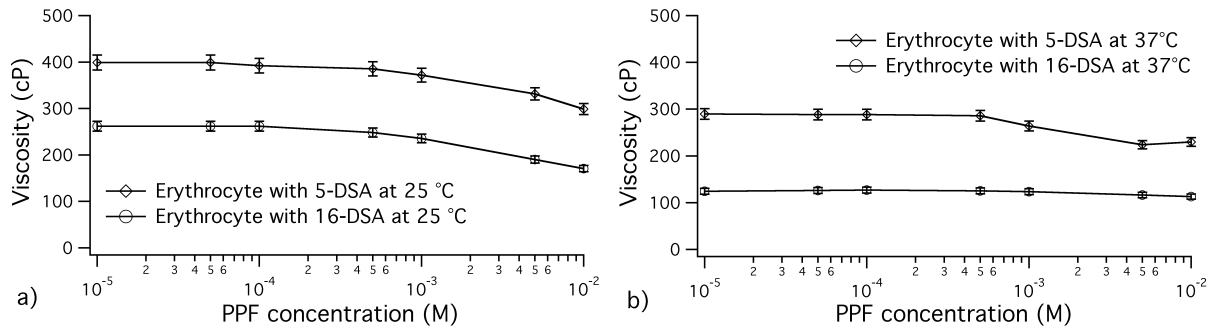 500
400
300
200
100
0
Viscosity (cP)
Erythrocyte with 5-DSA at 25 °C
Erythrocyte with 16-DSA at 25 °C
2 3 4 5 6
2 3 4 5 6
2 3 4 5 6
10-5 10-4 10-3 10-2
PPF concentration (M)
a)
500
400
300
200
100
0
Viscosity (cP)
Erythrocyte with 5-DSA at 37°C
Erythrocyte with 16-DSA at 37°C
2 3 4 5 6
2 3 4 5 6
2 3 4 5 6
10-5 10-4 10-3 10-2
PPF concentration (M)
b)